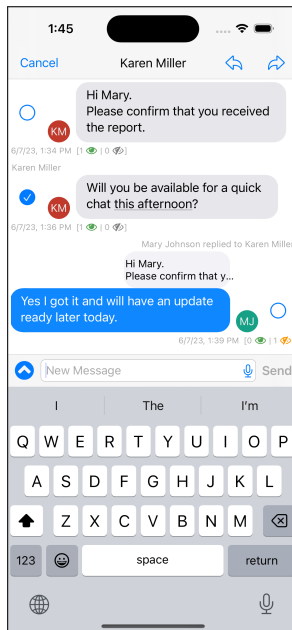 1:45
Cancel Karen Miller
Hi Mary.
Please confirm that you received
the report.
KM
6/7/23, 1:34 PM [1 | 0 ]
Karen Miller
Will you be available for a quick
chat this afternoon?
KM
6/7/23, 1:36 PM [1 | 0 ]
Mary Johnson replied to Karen Miller
Hi Mary.
Please confirm that y...
Yes I got it and will have an update
ready later today.
MJ
6/7/23, 1:39 PM [0 | 1 ]
New Message Send
I The I'm
Q W E R T Y U I O P
A S D F G H J K L
Z X C V B N M
123 space return